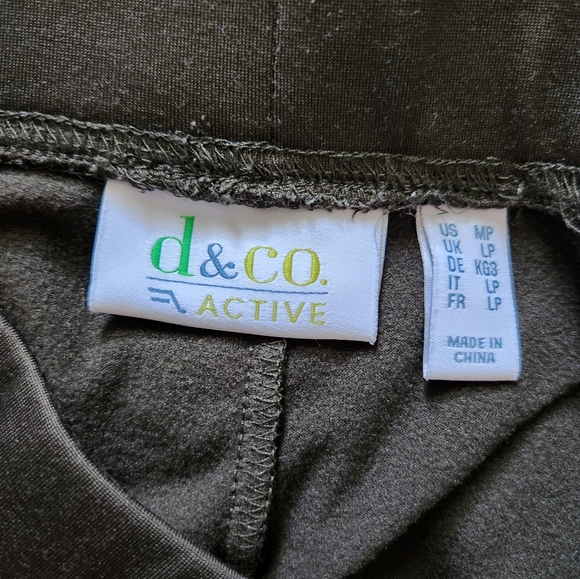 d&co.
ACTIVE
US MP
UK LP
DE KG3
IT LP
FR LP
MADE IN
CHINA